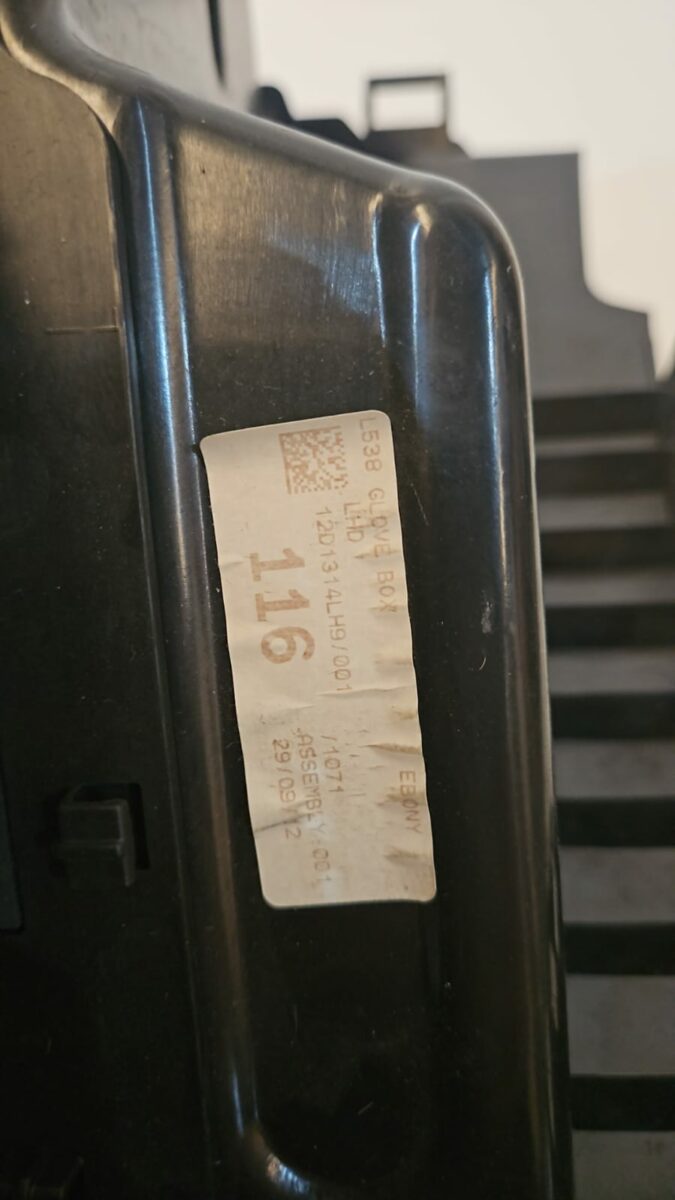 L538 GLOVE BOX EBONY
LHD
12D1314LH9/001 /1071
116 ASSEMBLY 001
29/09/12